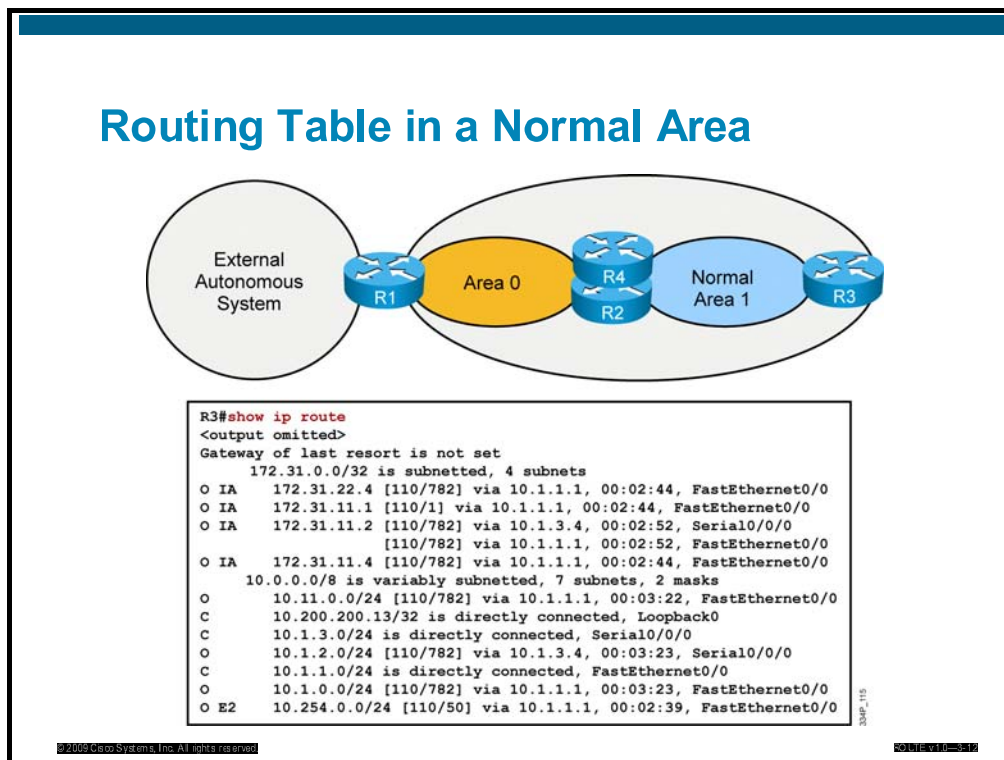 Routing Table in a Normal Area
External
Autonomous
System
R1
Area 0
R4
R2
Normal
Area 1
R3
R3#show ip route
<output omitted>
Gateway of last resort is not set
172.31.0.0/32 is subnetted, 4 subnets
O IA 172.31.22.4 [110/782] via 10.1.1.1, 00:02:44, FastEthernet0/0
O IA 172.31.11.1 [110/1] via 10.1.1.1, 00:02:44, FastEthernet0/0
O IA 172.31.11.2 [110/782] via 10.1.3.4, 00:02:52, Serial0/0/0
[110/782] via 10.1.1.1, 00:02:52, FastEthernet0/0
O IA 172.31.11.4 [110/782] via 10.1.1.1, 00:02:44, FastEthernet0/0
10.0.0.0/8 is variably subnetted, 7 subnets, 2 masks
O 10.11.0.0/24 [110/782] via 10.1.1.1, 00:03:22, FastEthernet0/0
C 10.200.200.13/32 is directly connected, Loopback0
C 10.1.3.0/24 is directly connected, Serial0/0/0
O 10.1.2.0/24 [110/782] via 10.1.3.4, 00:03:23, Serial0/0/0
C 10.1.1.0/24 is directly connected, FastEthernet0/0
O 10.1.0.0/24 [110/782] via 10.1.1.1, 00:03:23, FastEthernet0/0
O E2 10.254.0.0/24 [110/50] via 10.1.1.1, 00:02:39, FastEthernet0/0
334P_115
© 2009 Cisco Systems, Inc. All rights reserved.
ROUTE v1.0—3-12